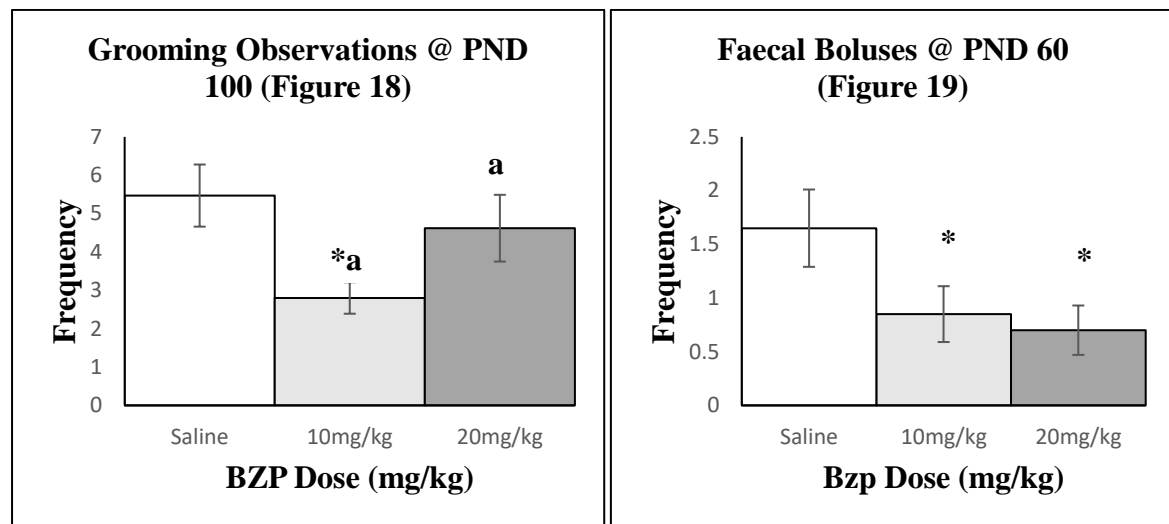 Grooming Observations @ PND
100 (Figure 18)
Frequency
7
6
5
4
3
2
1
0
a
*a
Saline
10mg/kg
20mg/kg
BZP Dose (mg/kg)
Faecal Boluses @ PND 60
(Figure 19)
Frequency
2.5
2
1.5
1
0.5
0
*
*
Saline
10mg/kg
20mg/kg
Bzp Dose (mg/kg)